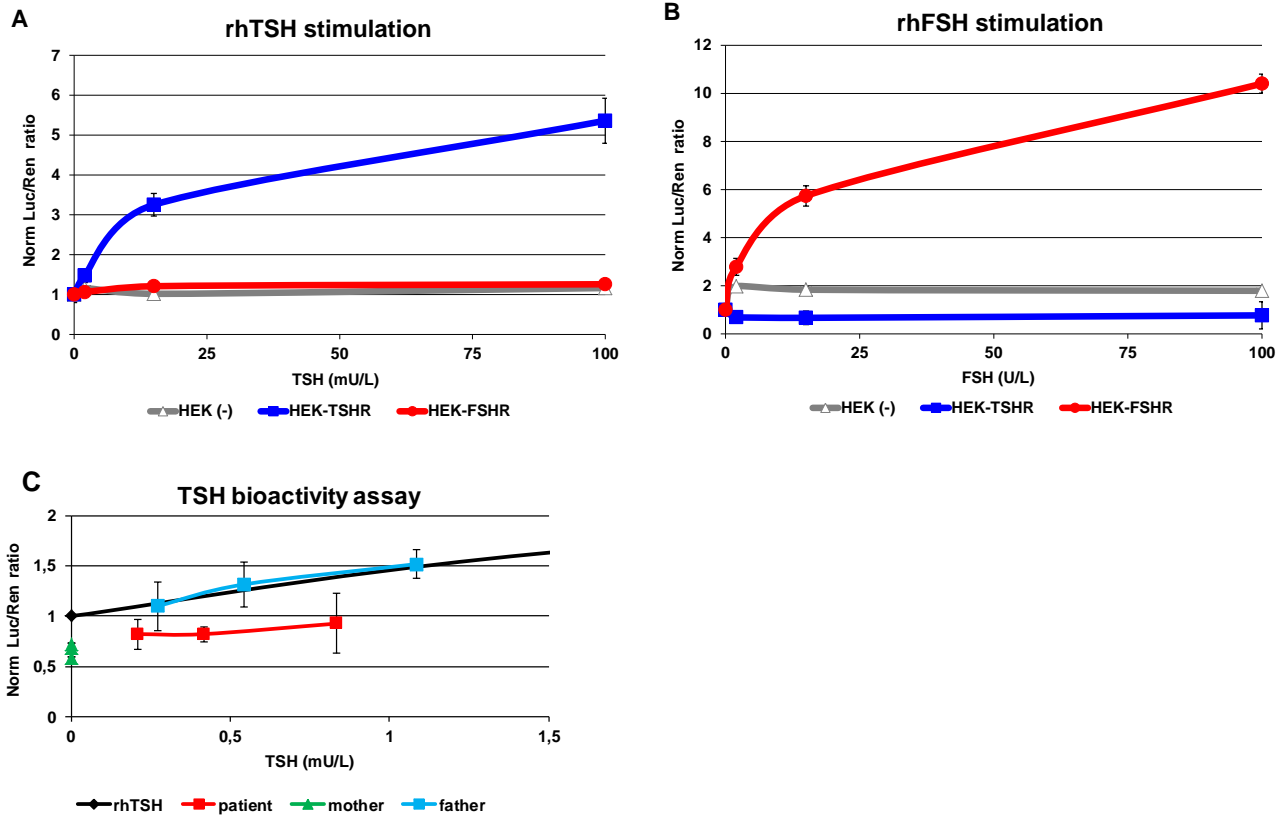 A
rhTSH stimulation
Norm Luc/Ren ratio
7
6
5
4
3
2
1
0
0 25 50 75 100
TSH (mU/L)
HEK (-) HEK-TSHR HEK-FSHR
B
rhFSH stimulation
Norm Luc/Ren ratio
12
10
8
6
4
2
0
0 25 50 75 100
FSH (U/L)
HEK (-) HEK-TSHR HEK-FSHR
C
TSH bioactivity assay
Norm Luc/Ren ratio
2
1,5
1
0,5
0
0 0,5 1 1,5
TSH (mU/L)
rhTSH patient mother father